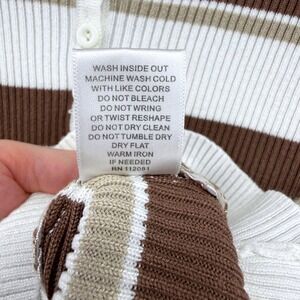 WASH INSIDE OUT
MACHINE WASH COLD
WITH LIKE COLORS
DO NOT BLEACH
DO NOT WRING
OR TWIST RESHAPE
DO NOT DRY CLEAN
DO NOT TUMBLE DRY
DRY FLAT
WARM IRON
IF NEEDED
RN 112081